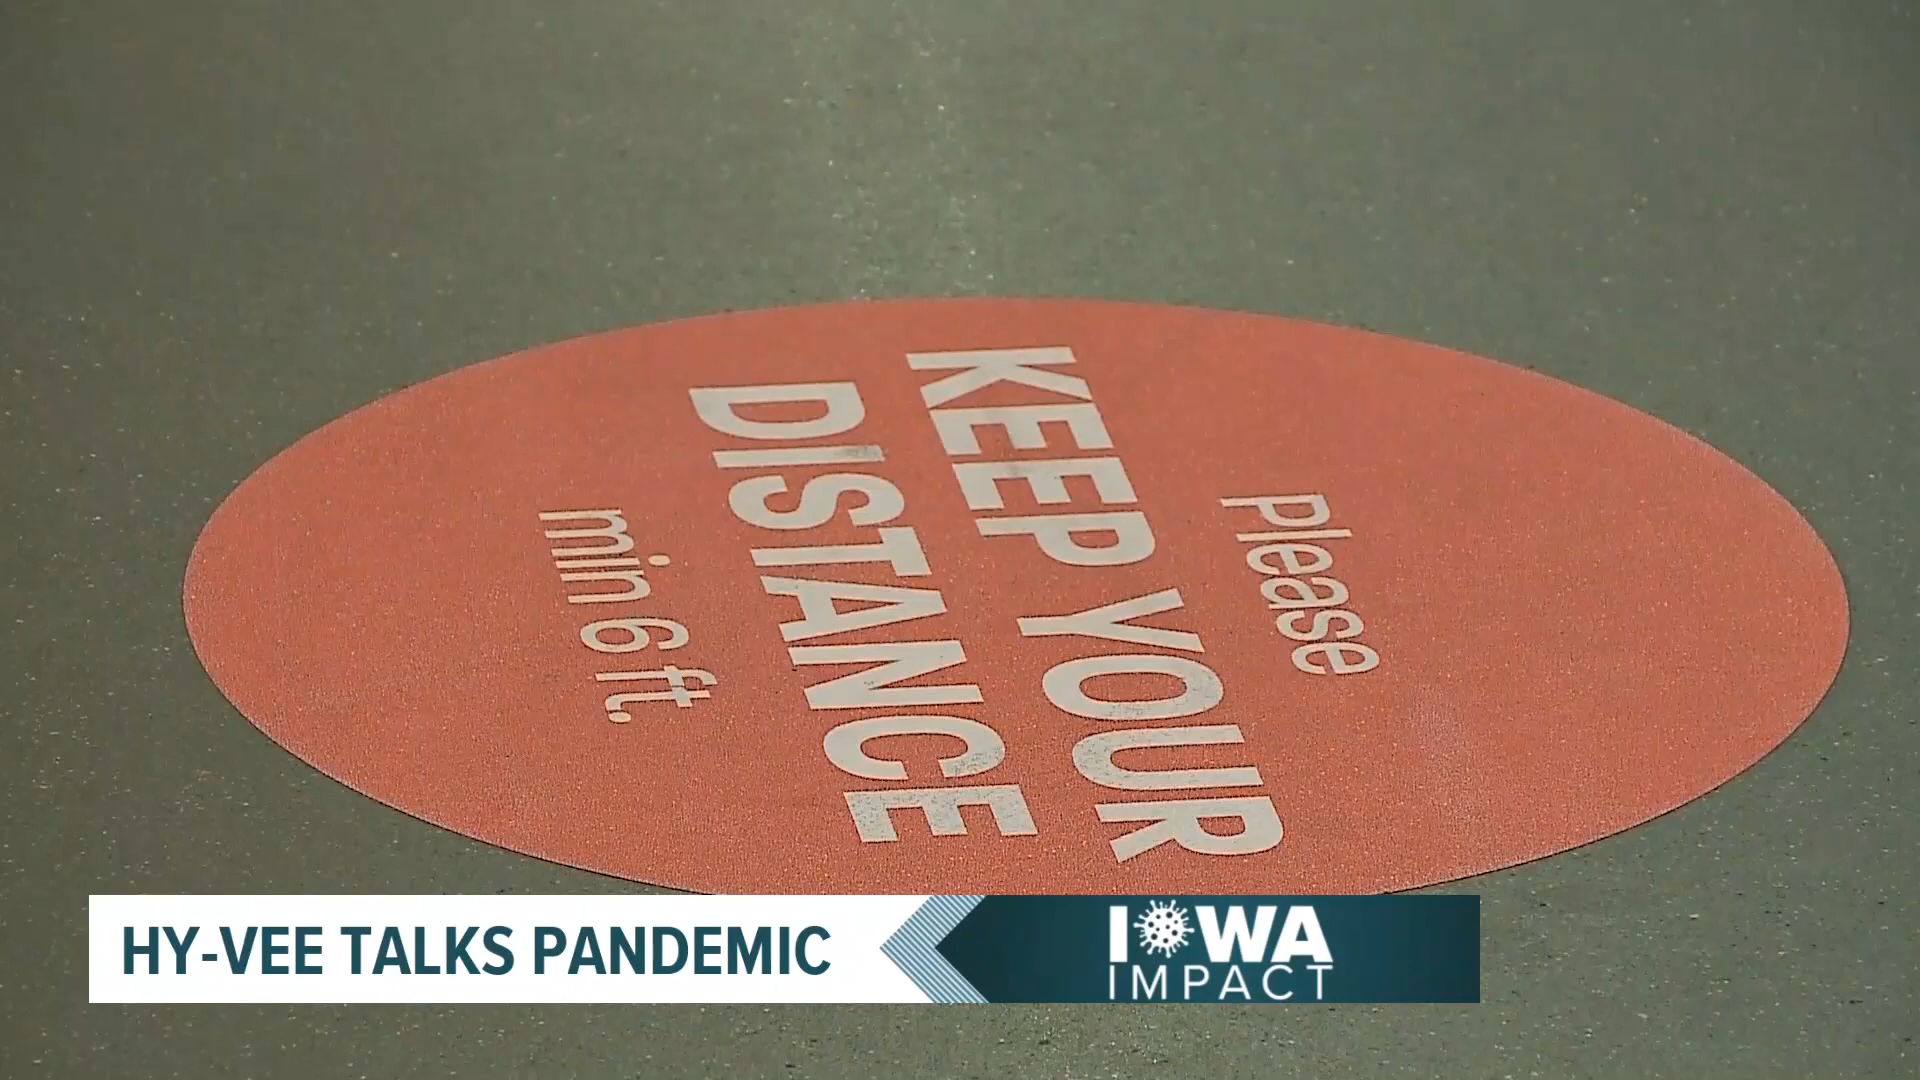 please
KEEP YOUR
DISTANCE
min 6 ft.
HY-VEE TALKS PANDEMIC
IOWA
IMPACT